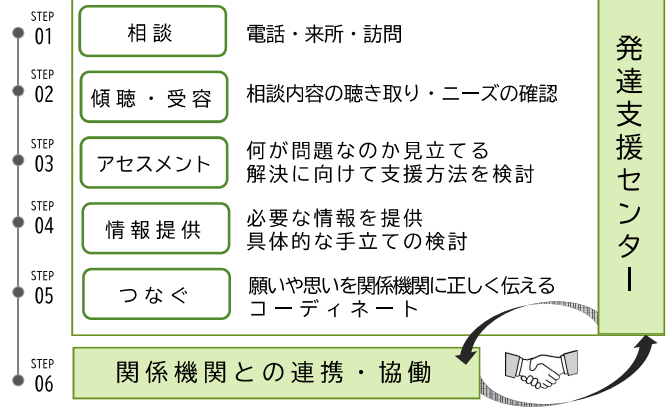 STEP
01
相談
電話・来所・訪問
STEP
02
傾聴・受容
相談内容の聴き取り・ニーズの確認
STEP
03
アセスメント
何が問題なのか見立てる
解決に向けて支援方法を検討
STEP
04
情報提供
必要な情報を提供
具体的な手立ての検討
STEP
05
つなぐ
願いや思いを関係機関に正しく伝える
コーディネート
発達支援センター
STEP
06
関係機関との連携・協働